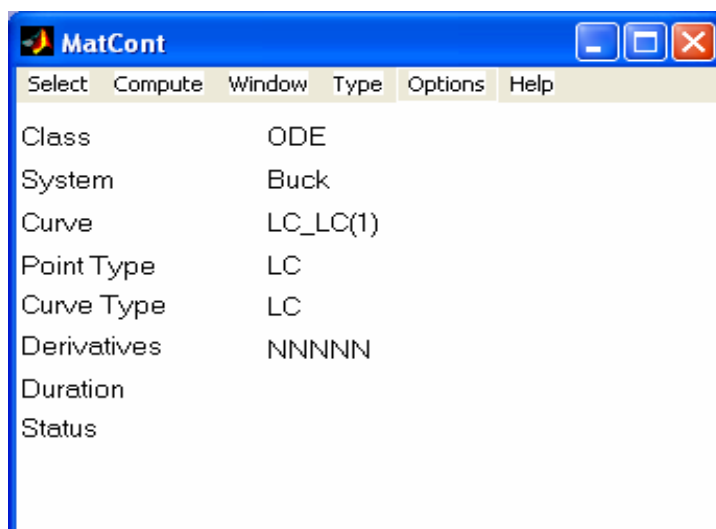 MatCont
Select Compute Window Type Options Help
Class ODE
System Buck
Curve LC_LC(1)
Point Type LC
Curve Type LC
Derivatives NNNNN
Duration
Status